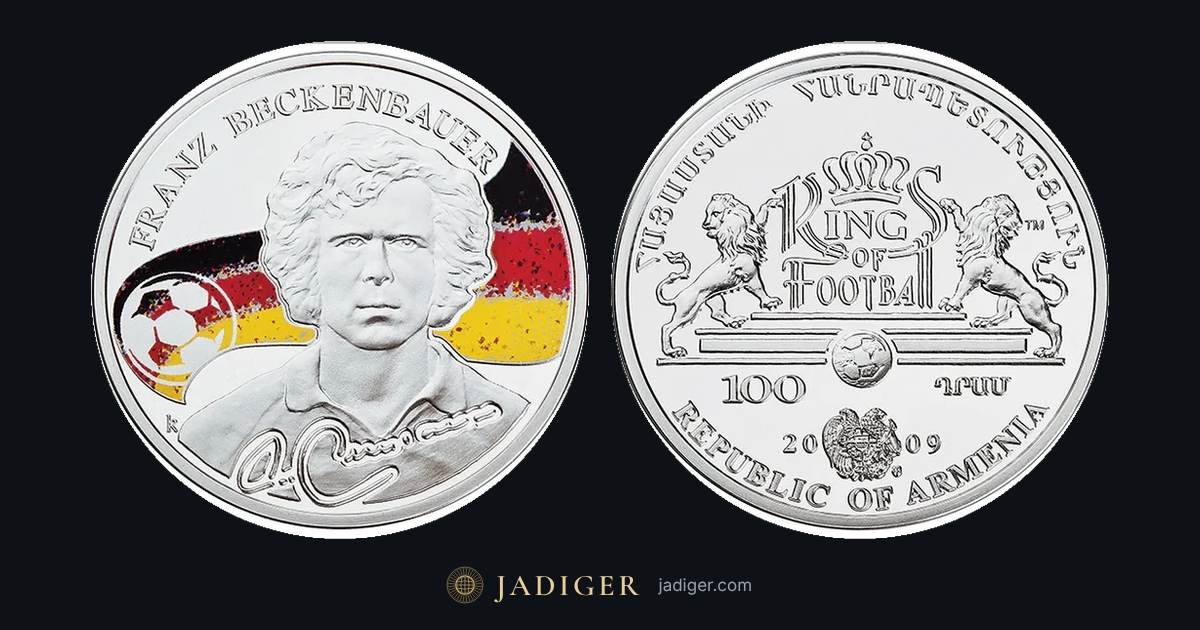 FRANZ BECKENBAUER
k
ՀԱՅԱՍՏԱՆԻ ՀԱՆՐԱՊԵՏՈՒԹՅՈՒՆ
KINGS
OF
FOOTBALL
TM
100 ԴՐԱՄ
2009
REPUBLIC OF ARMENIA
JADIGER jadiger.com